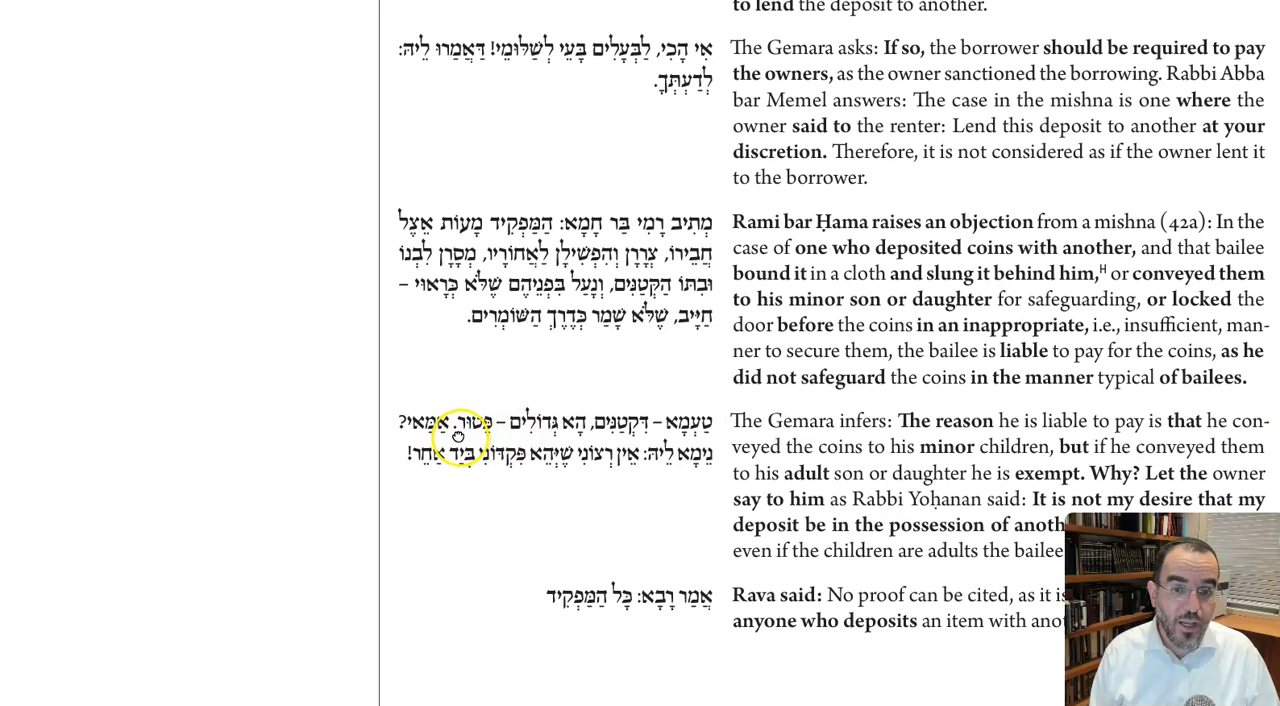 to lend the deposit to another.
אִי הָכִי, לַבְּעָלִים בָּעֵי לְשַׁלּוּמֵי! דַּאֲמַרוּ לֵיהּ:
לְדַעְתְּךָ.
The Gemara asks: If so, the borrower should be required to pay
the owners, as the owner sanctioned the borrowing. Rabbi Abba
bar Memel answers: The case in the mishna is one where the
owner said to the renter: Lend this deposit to another at your
discretion. Therefore, it is not considered as if the owner lent it
to the borrower.
מְתִיב רָמִי בַּר חָמָא: הַמַּפְקִיד מָעוֹת אֵצֶל
חֲבֵירוֹ, צְרָרָן וְהִפְשִׁילָן לַאֲחוֹרָיו, מְסָרָן לִבְנוֹ
וּבִתּוֹ הַקְּטַנִּים, וְנָעַל בִּפְנֵיהֶם שֶׁלֹּא כָּרָאוּי –
חַיָּיב, שֶׁלֹּא שָׁמַר כְּדֶרֶךְ הַשּׁוֹמְרִים.
Rami bar Ḥama raises an objection from a mishna (42a): In the
case of one who deposited coins with another, and that bailee
bound it in a cloth and slung it behind him,ᴴ or conveyed them
to his minor son or daughter for safeguarding, or locked the
door before the coins in an inappropriate, i.e., insufficient, man-
ner to secure them, the bailee is liable to pay for the coins, as he
did not safeguard the coins in the manner typical of bailees.
טַעְמָא – דִּקְטַנִּים, הָא גְּדוֹלִים – פָּטוּר. אַמַּאי?
נֵימָא לֵיהּ: אֵין רְצוֹנִי שֶׁיְּהֵא פִּקְדוֹנִי בְּיַד אַחֵר!
The Gemara infers: The reason he is liable to pay is that he con-
veyed the coins to his minor children, but if he conveyed them
to his adult son or daughter he is exempt. Why? Let the owner
say to him as Rabbi Yoḥanan said: It is not my desire that my
deposit be in the possession of anoth
even if the children are adults the bailee
אֲמַר רָבָא: כׇּל הַמַּפְקִיד
Rava said: No proof can be cited, as it is
anyone who deposits an item with ano